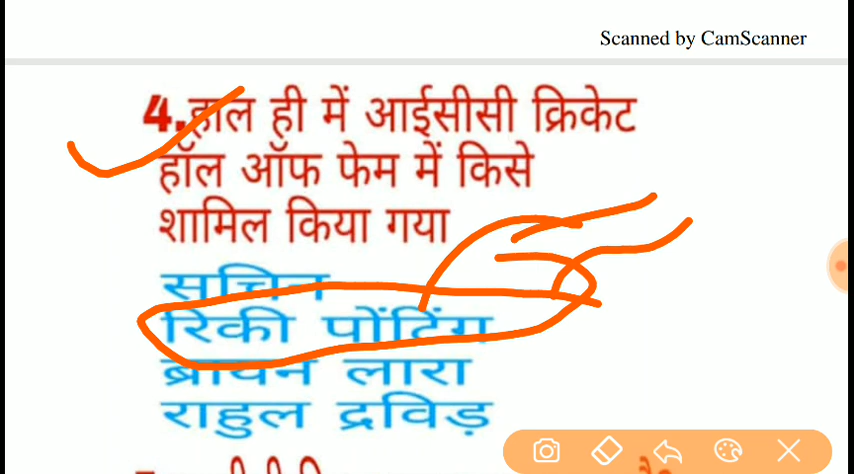 Scanned by CamScanner
4.हाल ही में आईसीसी क्रिकेट
हॉल ऑफ फेम में किसे
शामिल किया गया
सचिन
रिकी पोंटिंग
ब्रायन लारा
राहुल द्रविड़